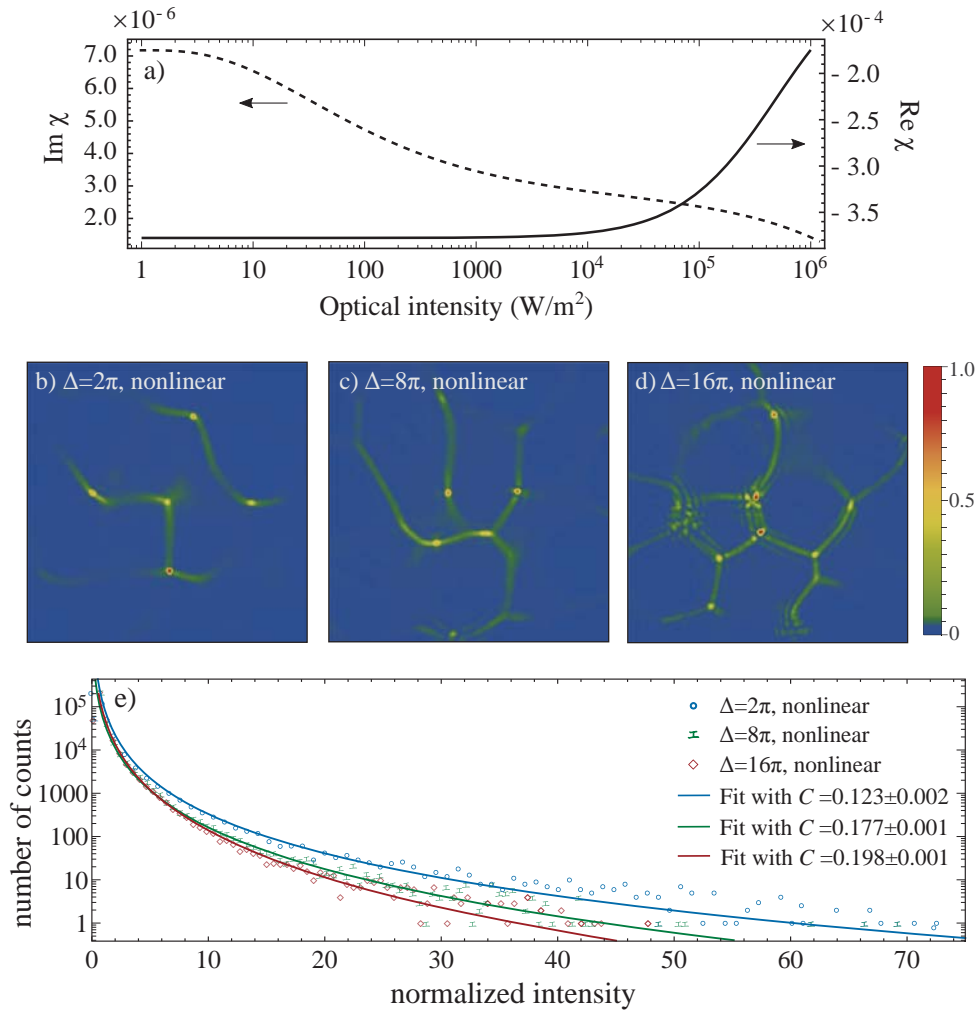 ×10⁻⁶ ×10⁻⁴
a)
7.0
6.0
5.0
4.0
3.0
2.0
Im χ
- 2.0
- 2.5
- 3.0
- 3.5
Re χ
1 10 100 1000 10⁴ 10⁵ 10⁶
Optical intensity (W/m²)
b) Δ=2π, nonlinear
c) Δ=8π, nonlinear
d) Δ=16π, nonlinear
1.0
0.5
0
e)
10⁵
10⁴
1000
100
10
1
number of counts
Δ=2π, nonlinear
Δ=8π, nonlinear
Δ=16π, nonlinear
Fit with C =0.123±0.002
Fit with C =0.177±0.001
Fit with C =0.198±0.001
0 10 20 30 40 50 60 70
normalized intensity